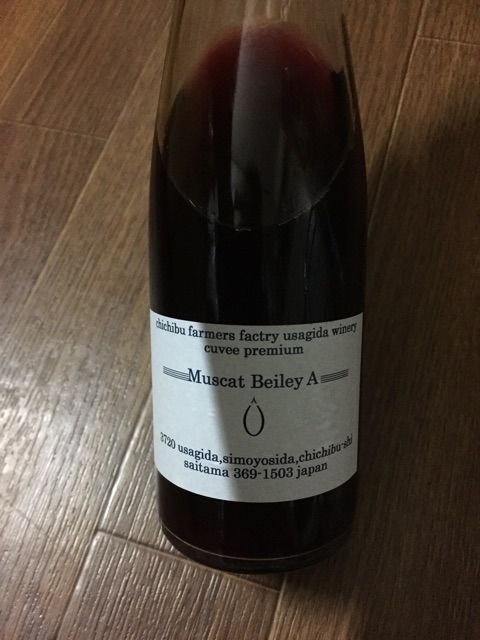 chichibu farmers factry usagida winery
cuvee premium
Muscat Beiley A
3720 usagida,simoyosida,chichibu-shi
saitama 369-1503 japan